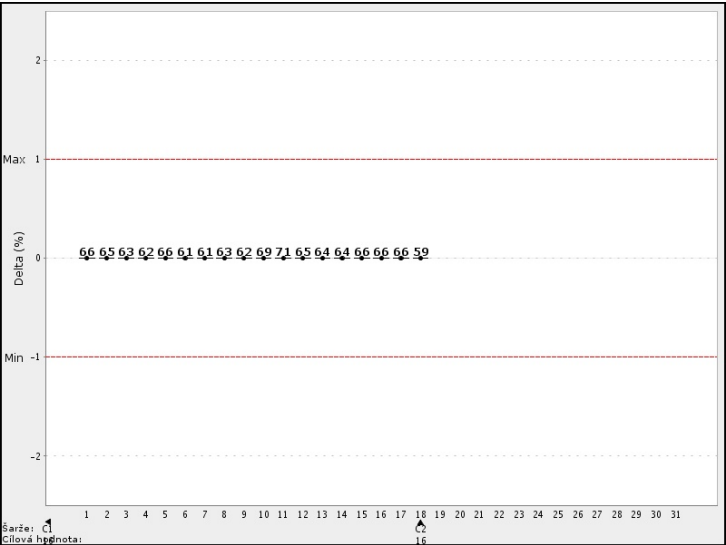 2
Max 1
66 65 63 62 66 61 61 63 62 69 71 65 64 64 66 66 66 59
0
Delta (%)
Min -1
-2
1 2 3 4 5 6 7 8 9 10 11 12 13 14 15 16 17 18 19 20 21 22 23 24 25 26 27 28 29 30 31
Šarže: C1 C2
Cílová hodnota: 16 16